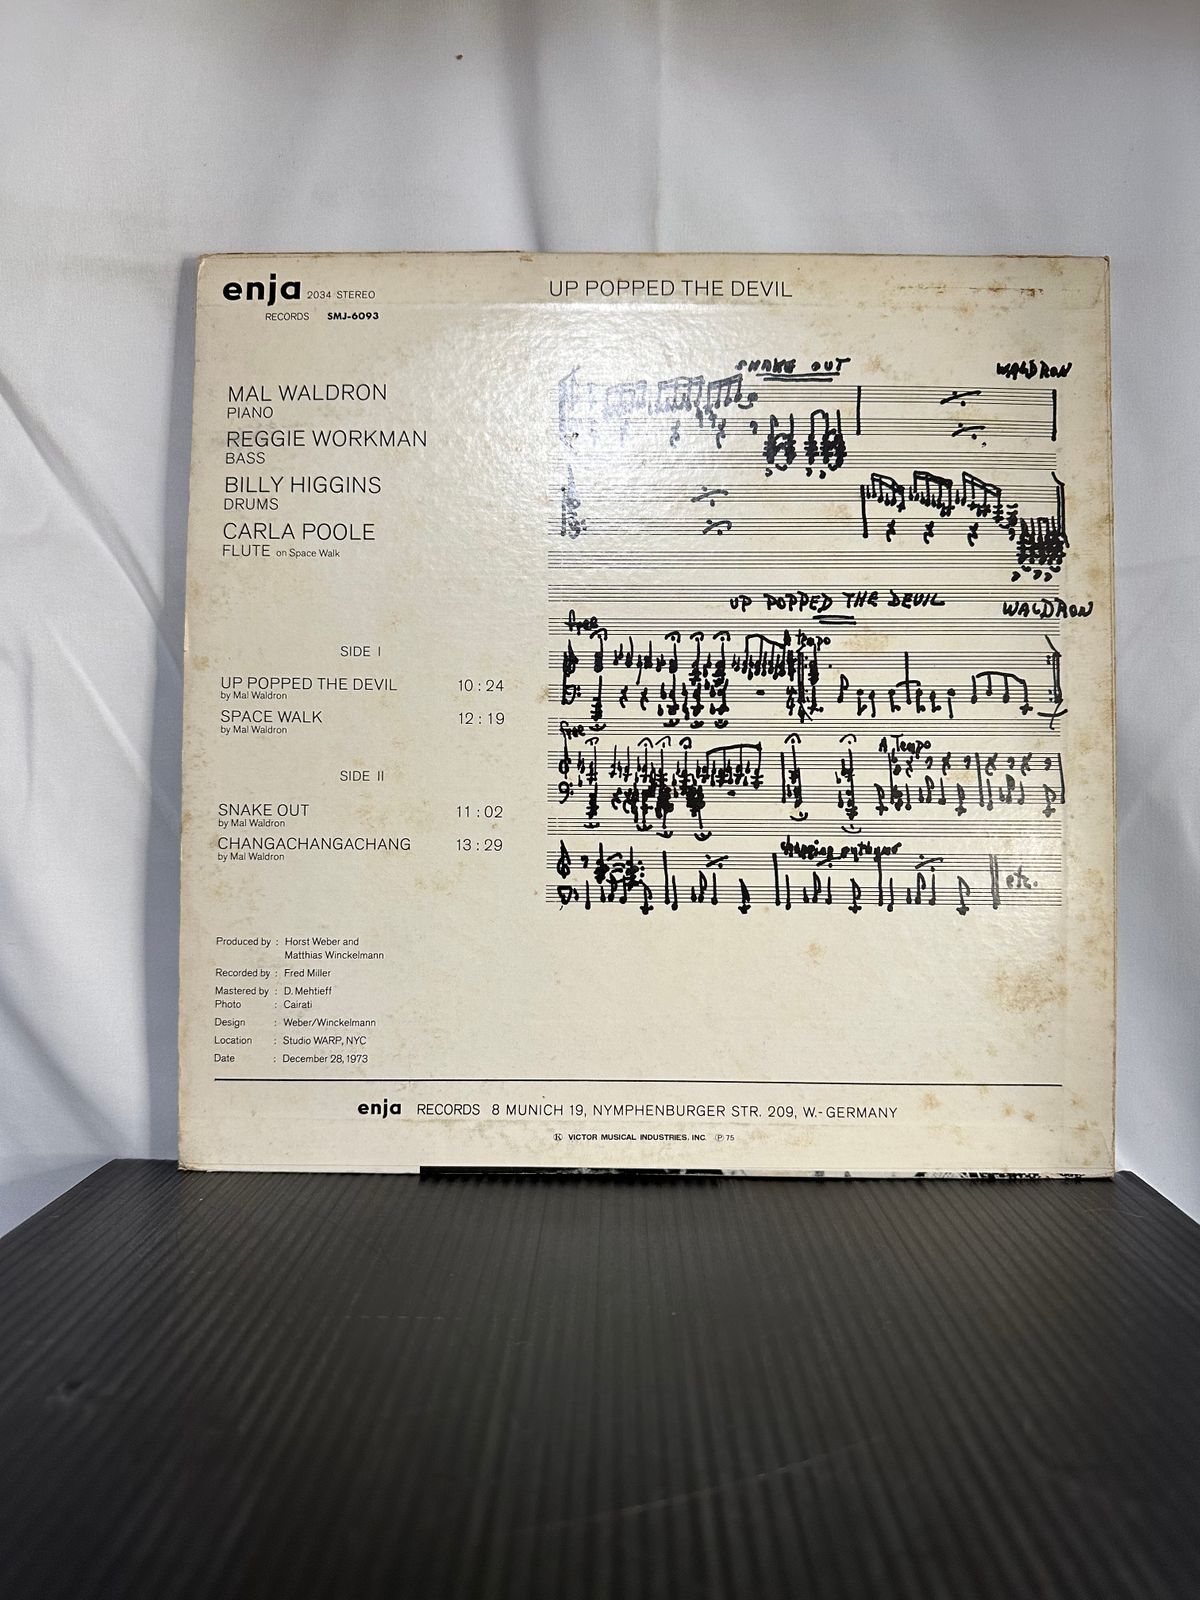 enja 2034 STEREO
RECORDS SMJ-6093
UP POPPED THE DEVIL
MAL WALDRON
PIANO
REGGIE WORKMAN
BASS
BILLY HIGGINS
DRUMS
CARLA POOLE
FLUTE on Space Walk
SIDE I
UP POPPED THE DEVIL 10 : 24
by Mal Waldron
SPACE WALK 12 : 19
by Mal Waldron
SIDE II
SNAKE OUT 11 : 02
by Mal Waldron
CHANGACHANGACHANG 13 : 29
by Mal Waldron
SNAKE OUT WALDRON
UP POPPED THE DEVIL WALDRON
free A Tempo
free A Tempo
etc.
Produced by : Horst Weber and
Matthias Winckelmann
Recorded by : Fred Miller
Mastered by : D. Mehtieff
Photo : Cairati
Design : Weber/Winckelmann
Location : Studio WARP, NYC
Date : December 28, 1973
enja RECORDS 8 MUNICH 19, NYMPHENBURGER STR. 209, W.-GERMANY
Ⓚ VICTOR MUSICAL INDUSTRIES, INC. Ⓟ 75